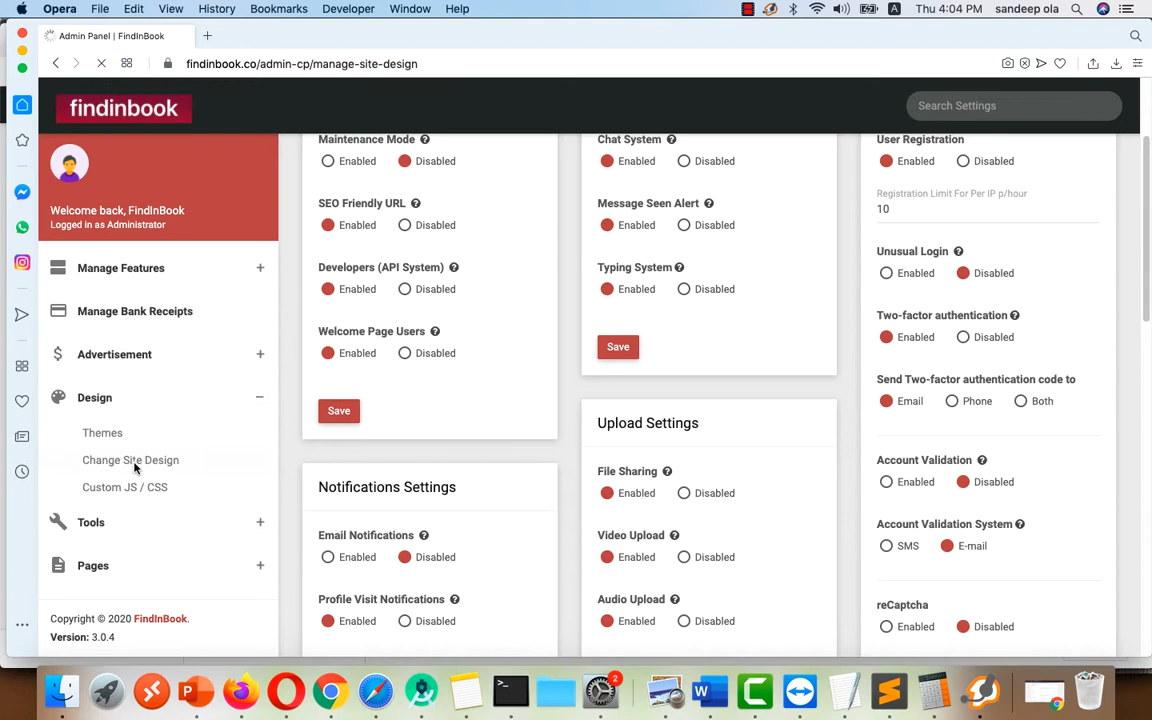 Opera File Edit View History Bookmarks Developer Window Help
A Thu 4:04 PM sandeep ola
Admin Panel | FindInBook
findinbook.co/admin-cp/manage-site-design
findinbook
Search Settings
Welcome back, FindInBook
Logged in as Administrator
Manage Features +
Manage Bank Receipts
Advertisement +
Design −
Themes
Change Site Design
Custom JS / CSS
Tools +
Pages +
Copyright © 2020 FindInBook.
Version: 3.0.4
Maintenance Mode
Enabled Disabled
SEO Friendly URL
Enabled Disabled
Developers (API System)
Enabled Disabled
Welcome Page Users
Enabled Disabled
Save
Notifications Settings
Email Notifications
Enabled Disabled
Profile Visit Notifications
Enabled Disabled
Chat System
Enabled Disabled
Message Seen Alert
Enabled Disabled
Typing System
Enabled Disabled
Save
Upload Settings
File Sharing
Enabled Disabled
Video Upload
Enabled Disabled
Audio Upload
Enabled Disabled
User Registration
Enabled Disabled
Registration Limit For Per IP p/hour
10
Unusual Login
Enabled Disabled
Two-factor authentication
Enabled Disabled
Send Two-factor authentication code to
Email Phone Both
Account Validation
Enabled Disabled
Account Validation System
SMS E-mail
reCaptcha
Enabled Disabled
2